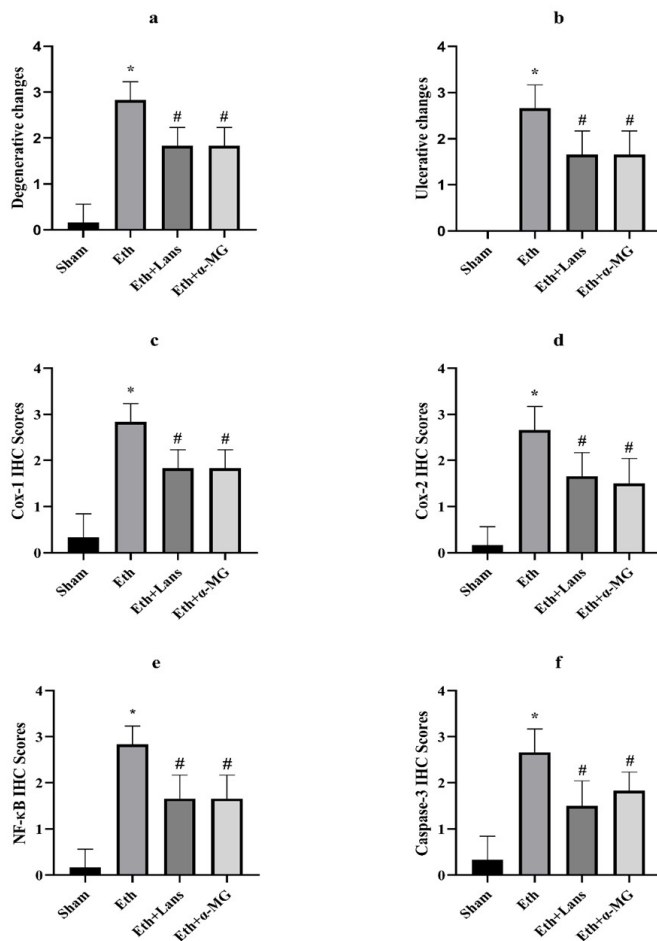 a
Degenerative changes
4
3
2
1
0
*
#
#
Sham
Eth
Eth+Lans
Eth+α-MG
b
Ulcerative changes
4
3
2
1
0
*
#
#
Sham
Eth
Eth+Lans
Eth+α-MG
c
Cox-1 IHC Scores
4
3
2
1
0
*
#
#
Sham
Eth
Eth+Lans
Eth+α-MG
d
Cox-2 IHC Scores
4
3
2
1
0
*
#
#
Sham
Eth
Eth+Lans
Eth+α-MG
e
NF-κB IHC Scores
4
3
2
1
0
*
#
#
Sham
Eth
Eth+Lans
Eth+α-MG
f
Caspase-3 IHC Scores
4
3
2
1
0
*
#
#
Sham
Eth
Eth+Lans
Eth+α-MG